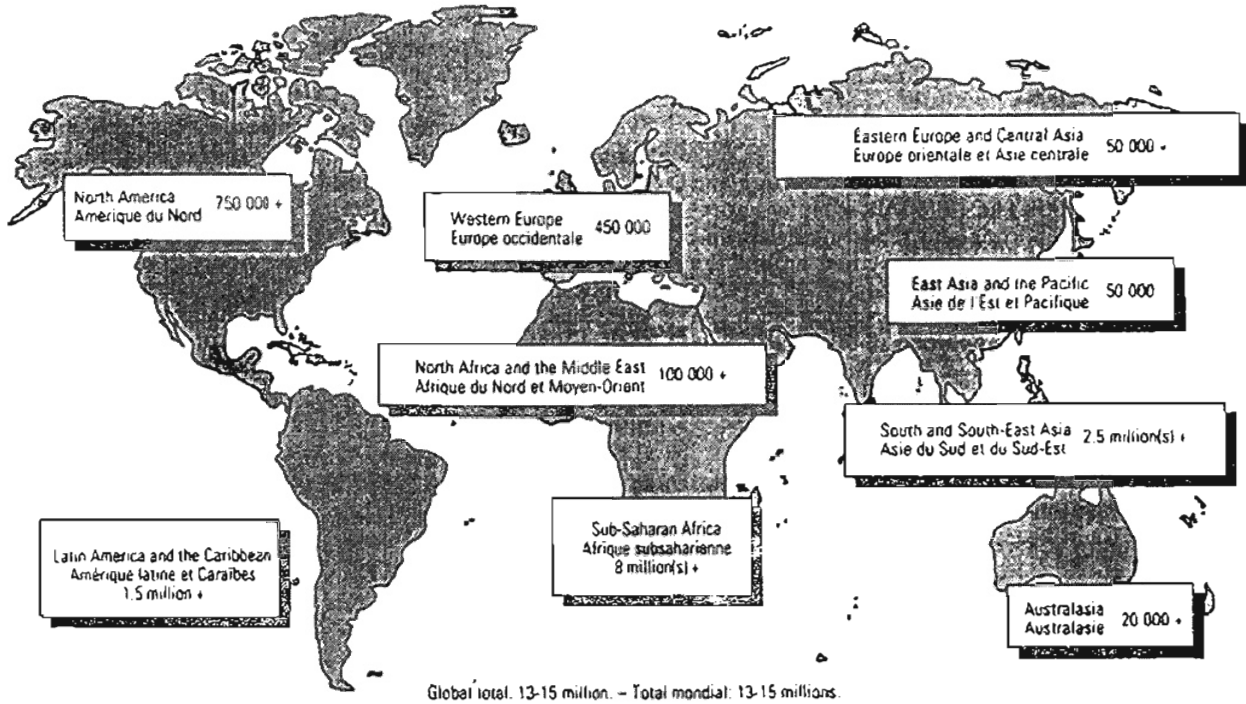 Eastern Europe and Central Asia
Europe orientale et Asie centrale
50 000 +
North America
Amérique du Nord
750 000 +
Western Europe
Europe occidentale
450 000
East Asia and the Pacific
Asie de l'Est et Pacifique
50 000
North Africa and the Middle East
Afrique du Nord et Moyen-Orient
100 000 +
South and South-East Asia
Asie du Sud et du Sud-Est
2.5 million(s) +
Sub-Saharan Africa
Afrique subsaharienne
8 million(s) +
Latin America and the Caribbean
Amérique latine et Caraïbes
1.5 million +
Australasia
Australasie
20 000 +
Global total: 13-15 million. – Total mondial: 13-15 millions.